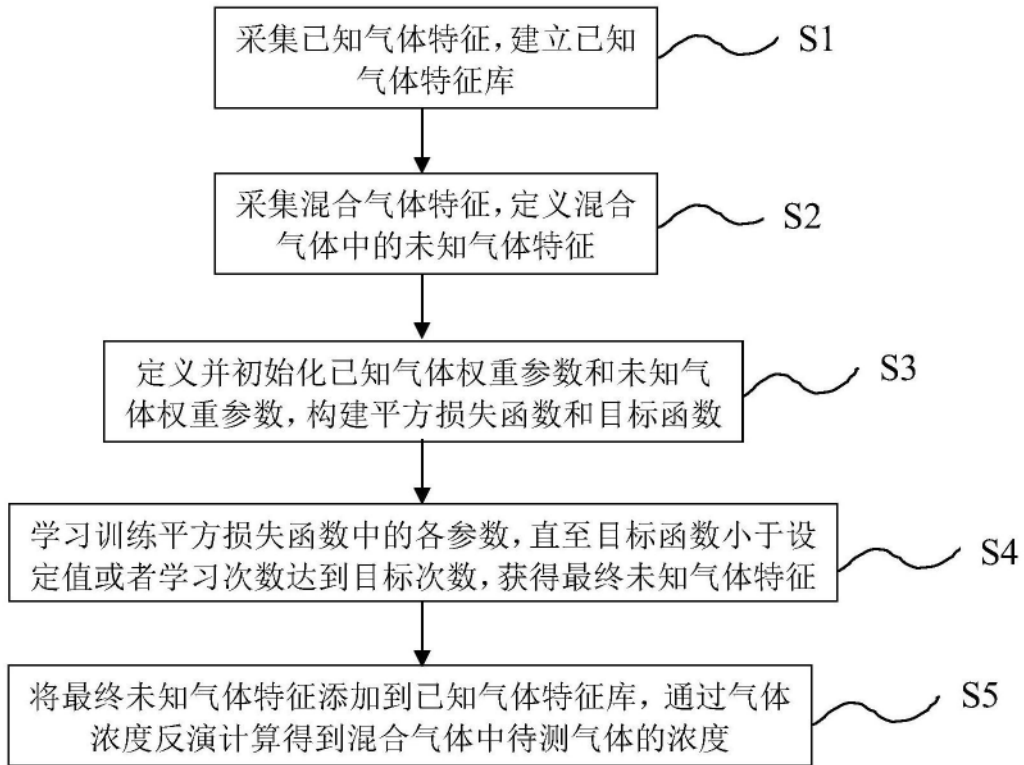 采集已知气体特征，建立已知
气体特征库
S1
采集混合气体特征，定义混合
气体中的未知气体特征
S2
定义并初始化已知气体权重参数和未知气
体权重参数，构建平方损失函数和目标函数
S3
学习训练平方损失函数中的各参数，直至目标函数小于设
定值或者学习次数达到目标次数，获得最终未知气体特征
S4
将最终未知气体特征添加到已知气体特征库，通过气体
浓度反演计算得到混合气体中待测气体的浓度
S5